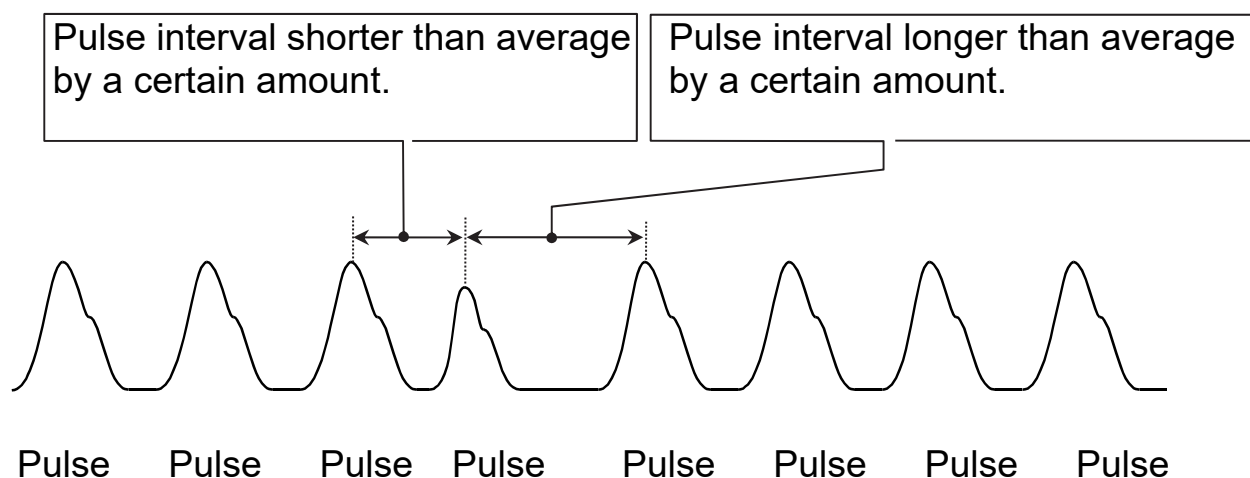 Pulse interval shorter than average
by a certain amount.
Pulse interval longer than average
by a certain amount.
Pulse Pulse Pulse Pulse Pulse Pulse Pulse Pulse